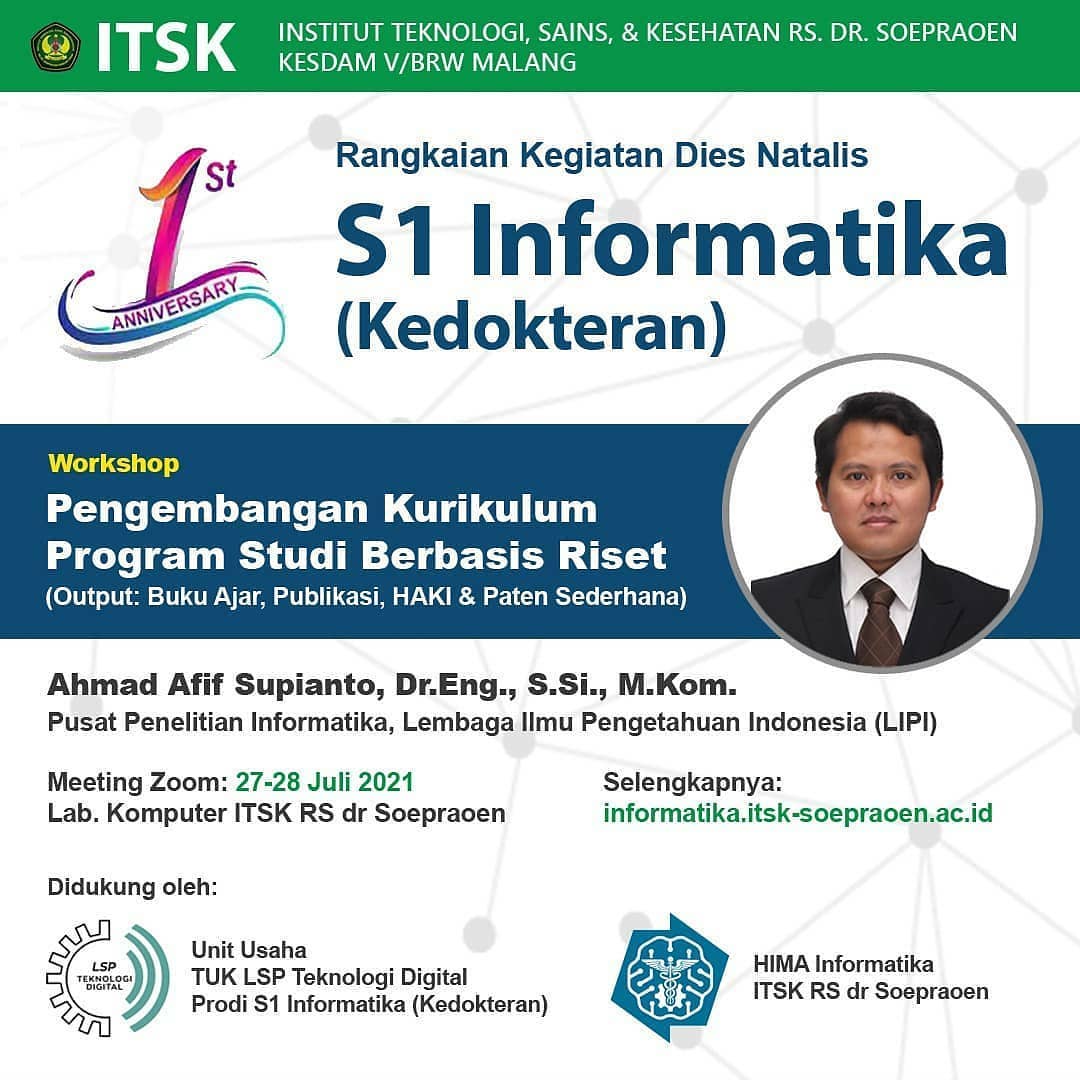 ITSK
INSTITUT TEKNOLOGI, SAINS, & KESEHATAN RS. DR. SOEPRAOEN
KESDAM V/BRW MALANG
1St
ANNIVERSARY
Rangkaian Kegiatan Dies Natalis
S1 Informatika
(Kedokteran)
Workshop
Pengembangan Kurikulum
Program Studi Berbasis Riset
(Output: Buku Ajar, Publikasi, HAKI & Paten Sederhana)
Ahmad Afif Supianto, Dr.Eng., S.Si., M.Kom.
Pusat Penelitian Informatika, Lembaga Ilmu Pengetahuan Indonesia (LIPI)
Meeting Zoom: 27-28 Juli 2021
Lab. Komputer ITSK RS dr Soepraoen
Selengkapnya:
informatika.itsk-soepraoen.ac.id
Didukung oleh:
LSP
TEKNOLOGI
DIGITAL
Unit Usaha
TUK LSP Teknologi Digital
Prodi S1 Informatika (Kedokteran)
HIMA Informatika
ITSK RS dr Soepraoen